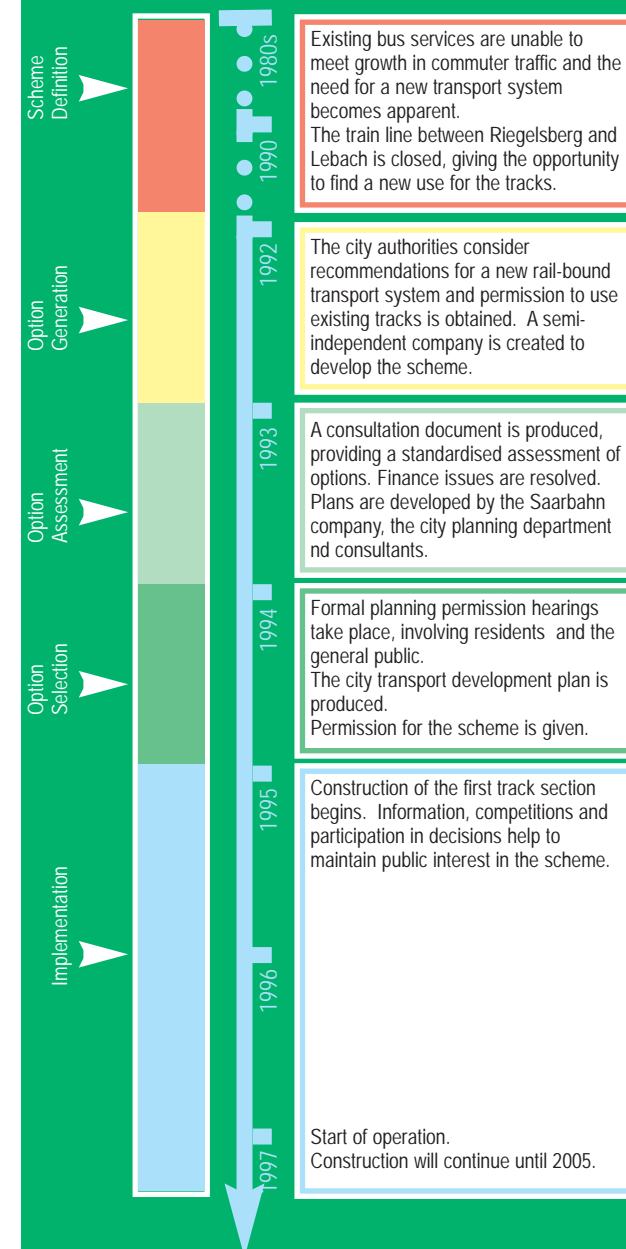 Scheme
Definition
1980s
1990
Existing bus services are unable to
meet growth in commuter traffic and the
need for a new transport system
becomes apparent.
The train line between Riegelsberg and
Lebach is closed, giving the opportunity
to find a new use for the tracks.
Option
Generation
1992
The city authorities consider
recommendations for a new rail-bound
transport system and permission to use
existing tracks is obtained.  A semi-
independent company is created to
develop the scheme.
Option
Assessment
1993
A consultation document is produced,
providing a standardised assessment of
options. Finance issues are resolved.
Plans are developed by the Saarbahn
company, the city planning department
nd consultants.
Option
Selection
1994
Formal planning permission hearings
take place, involving residents  and the
general public.
The city transport development plan is
produced.
Permission for the scheme is given.
Implementation
1995
Construction of the first track section
begins.  Information, competitions and
participation in decisions help to
maintain public interest in the scheme.
1996
1997
Start of operation.
Construction will continue until 2005.